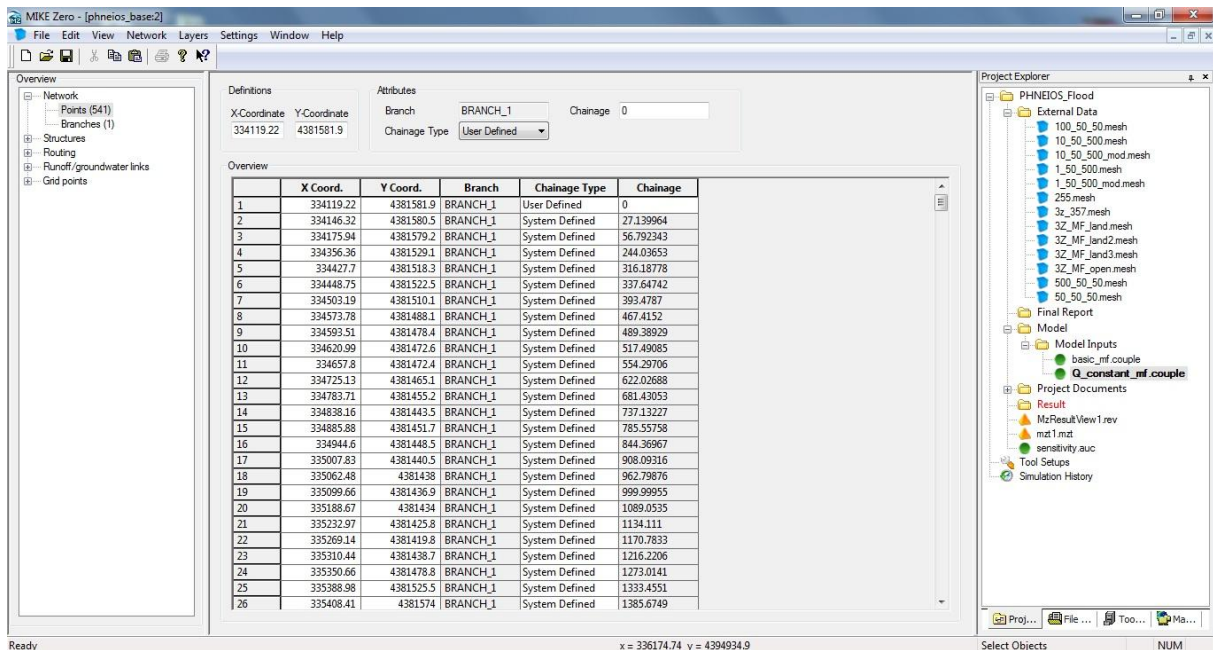 MIKE Zero - [phneios_base:2]
File Edit View Network Layers Settings Window Help
Overview
Network
Points (541)
Branches (1)
Structures
Routing
Runoff/groundwater links
Grid points
Definitions
X-Coordinate Y-Coordinate
334119.22 4381581.9
Attributes
Branch BRANCH_1 Chainage 0
Chainage Type User Defined
Overview
X Coord. Y Coord. Branch Chainage Type Chainage
1 334119.22 4381581.9 BRANCH_1 User Defined 0
2 334146.32 4381580.5 BRANCH_1 System Defined 27.139964
3 334175.94 4381579.2 BRANCH_1 System Defined 56.792343
4 334356.36 4381529.1 BRANCH_1 System Defined 244.03653
5 334427.7 4381518.3 BRANCH_1 System Defined 316.18778
6 334448.75 4381522.5 BRANCH_1 System Defined 337.64742
7 334503.19 4381510.1 BRANCH_1 System Defined 393.4787
8 334573.78 4381488.1 BRANCH_1 System Defined 467.4152
9 334593.51 4381478.4 BRANCH_1 System Defined 489.38929
10 334620.99 4381472.6 BRANCH_1 System Defined 517.49085
11 334657.8 4381472.4 BRANCH_1 System Defined 554.29706
12 334725.13 4381465.1 BRANCH_1 System Defined 622.02688
13 334783.71 4381455.2 BRANCH_1 System Defined 681.43053
14 334838.16 4381443.5 BRANCH_1 System Defined 737.13227
15 334885.88 4381451.7 BRANCH_1 System Defined 785.55758
16 334944.6 4381448.5 BRANCH_1 System Defined 844.36967
17 335007.83 4381440.5 BRANCH_1 System Defined 908.09316
18 335062.48 4381438 BRANCH_1 System Defined 962.79876
19 335099.66 4381436.9 BRANCH_1 System Defined 999.99955
20 335188.67 4381434 BRANCH_1 System Defined 1089.0535
21 335232.97 4381425.8 BRANCH_1 System Defined 1134.111
22 335269.14 4381419.8 BRANCH_1 System Defined 1170.7833
23 335310.44 4381438.7 BRANCH_1 System Defined 1216.2206
24 335350.66 4381478.8 BRANCH_1 System Defined 1273.0141
25 335388.98 4381525.5 BRANCH_1 System Defined 1333.4551
26 335408.41 4381574 BRANCH_1 System Defined 1385.6749
Project Explorer
PHNEIOS_Flood
External Data
100_50_50.mesh
10_50_500.mesh
10_50_500_mod.mesh
1_50_500.mesh
1_50_500_mod.mesh
255.mesh
3z_357.mesh
3Z_MF_land.mesh
3Z_MF_land2.mesh
3Z_MF_land3.mesh
3Z_MF_open.mesh
500_50_50.mesh
50_50_50.mesh
Final Report
Model
Model Inputs
basic_mf.couple
Q_constant_mf.couple
Project Documents
Result
MzResultView1.rev
mzt1.mzt
sensitivity.auc
Tool Setups
Simulation History
Proj... File ... Too... Ma...
Ready x = 336174.74 y = 4394934.9 Select Objects NUM